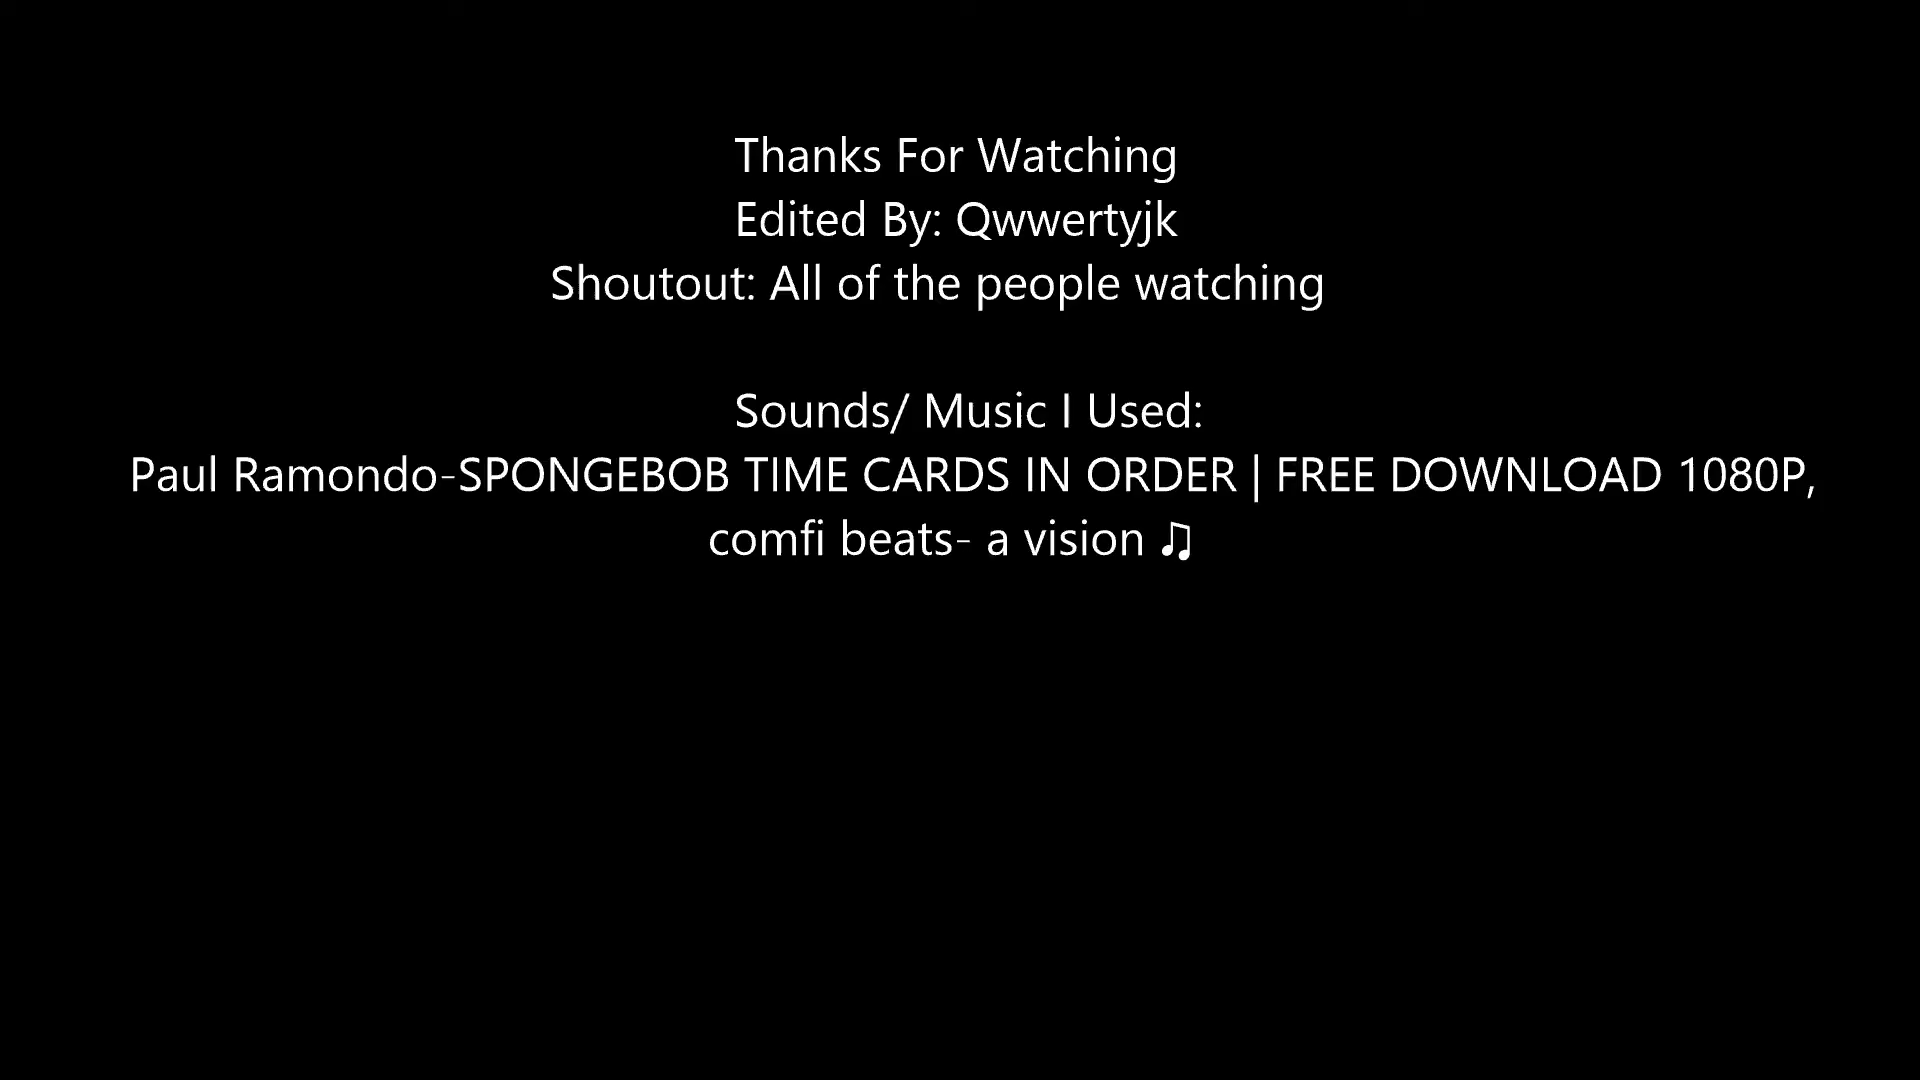 Thanks For Watching
Edited By: Qwwertyjk
Shoutout: All of the people watching
Sounds/ Music I Used:
Paul Ramondo-SPONGEBOB TIME CARDS IN ORDER | FREE DOWNLOAD 1080P,
comfi beats- a vision ♫